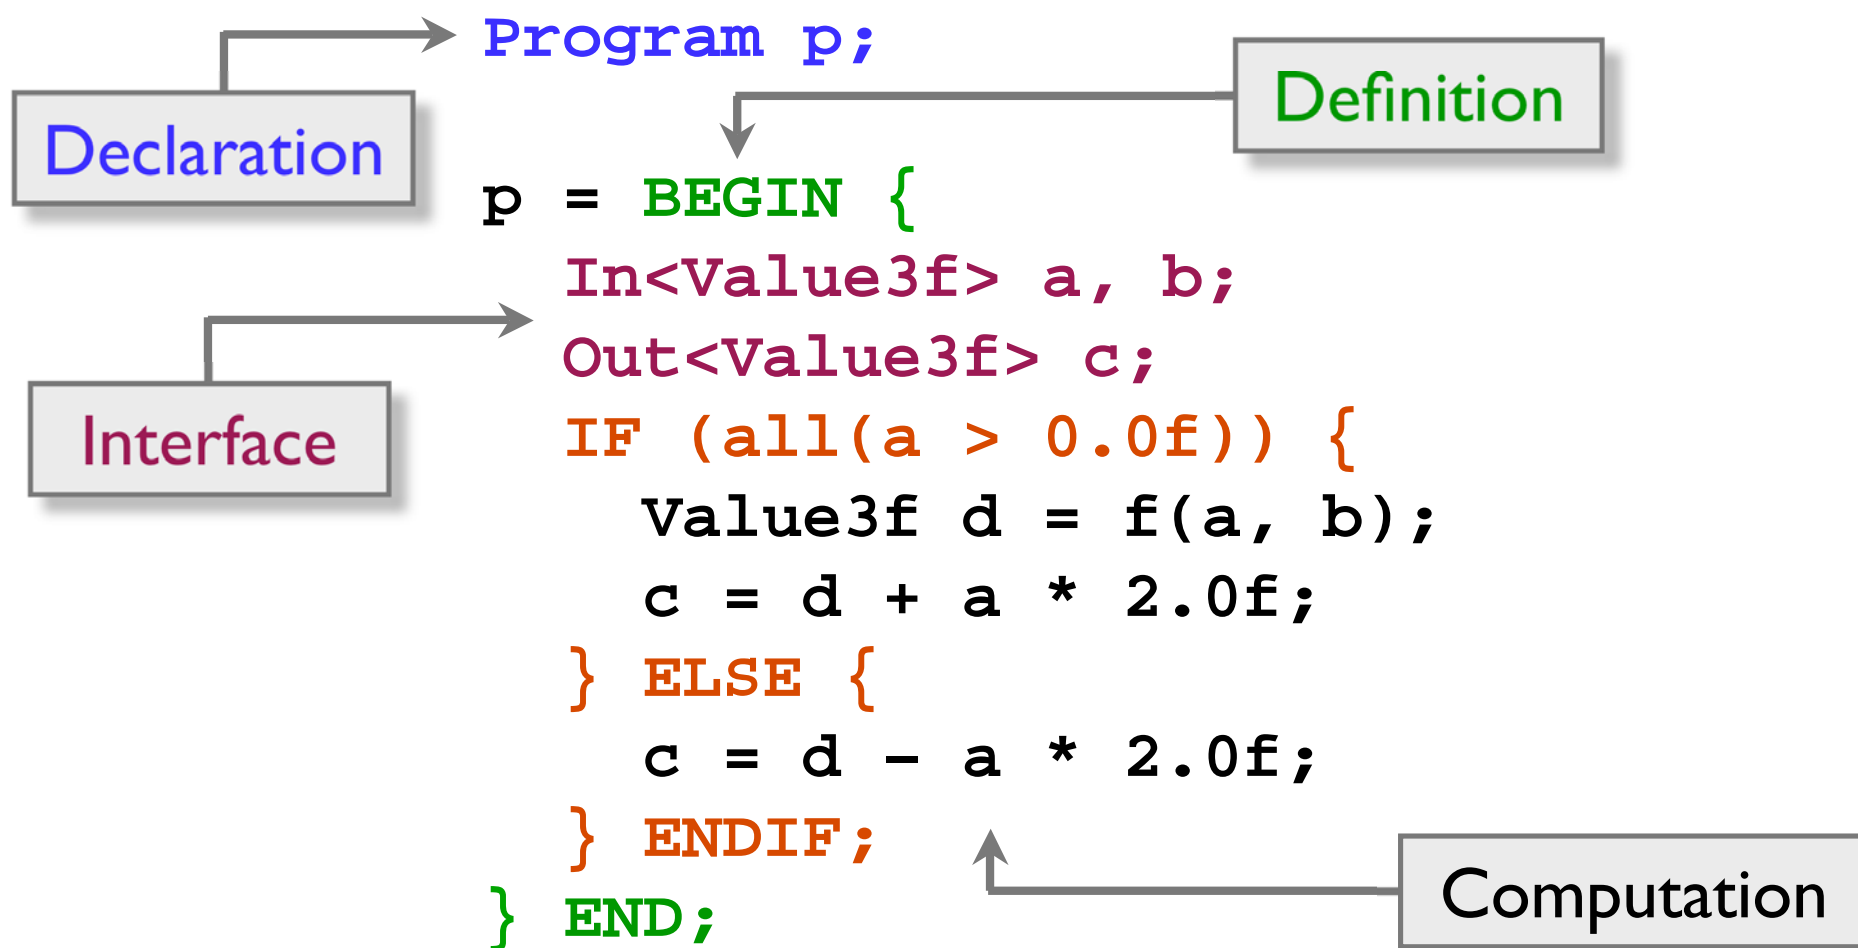 Program p;
Definition
Declaration
p = BEGIN {
In<Value3f> a, b;
Out<Value3f> c;
Interface
IF (all(a > 0.0f)) {
Value3f d = f(a, b);
c = d + a * 2.0f;
} ELSE {
c = d - a * 2.0f;
} ENDIF;
Computation
} END;